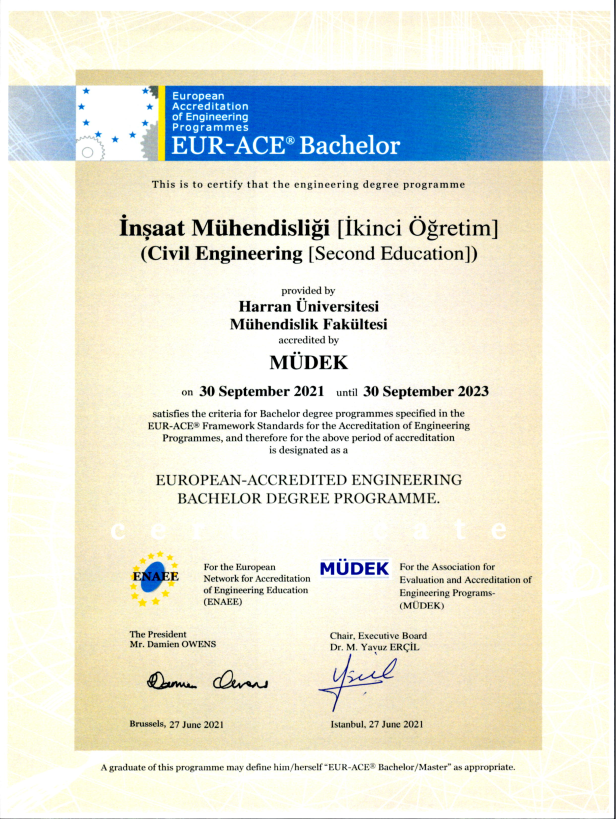 European
Accreditation
of Engineering
Programmes
EUR-ACE® Bachelor
This is to certify that the engineering degree programme
İnşaat Mühendisliği [İkinci Öğretim]
(Civil Engineering [Second Education])
provided by
Harran Üniversitesi
Mühendislik Fakültesi
accredited by
MÜDEK
on 30 September 2021 until 30 September 2023
satisfies the criteria for Bachelor degree programmes specified in the
EUR-ACE® Framework Standards for the Accreditation of Engineering
Programmes, and therefore for the above period of accreditation
is designated as a
EUROPEAN-ACCREDITED ENGINEERING
BACHELOR DEGREE PROGRAMME.
certificate
ENAEE
For the European
Network for Accreditation
of Engineering Education
(ENAEE)
MÜDEK
For the Association for
Evaluation and Accreditation of
Engineering Programs-
(MÜDEK)
The President
Mr. Damien OWENS
Chair, Executive Board
Dr. M. Yavuz ERÇİL
Damien Owens
Brussels, 27 June 2021
Istanbul, 27 June 2021
A graduate of this programme may define him/herself “EUR-ACE® Bachelor/Master” as appropriate.